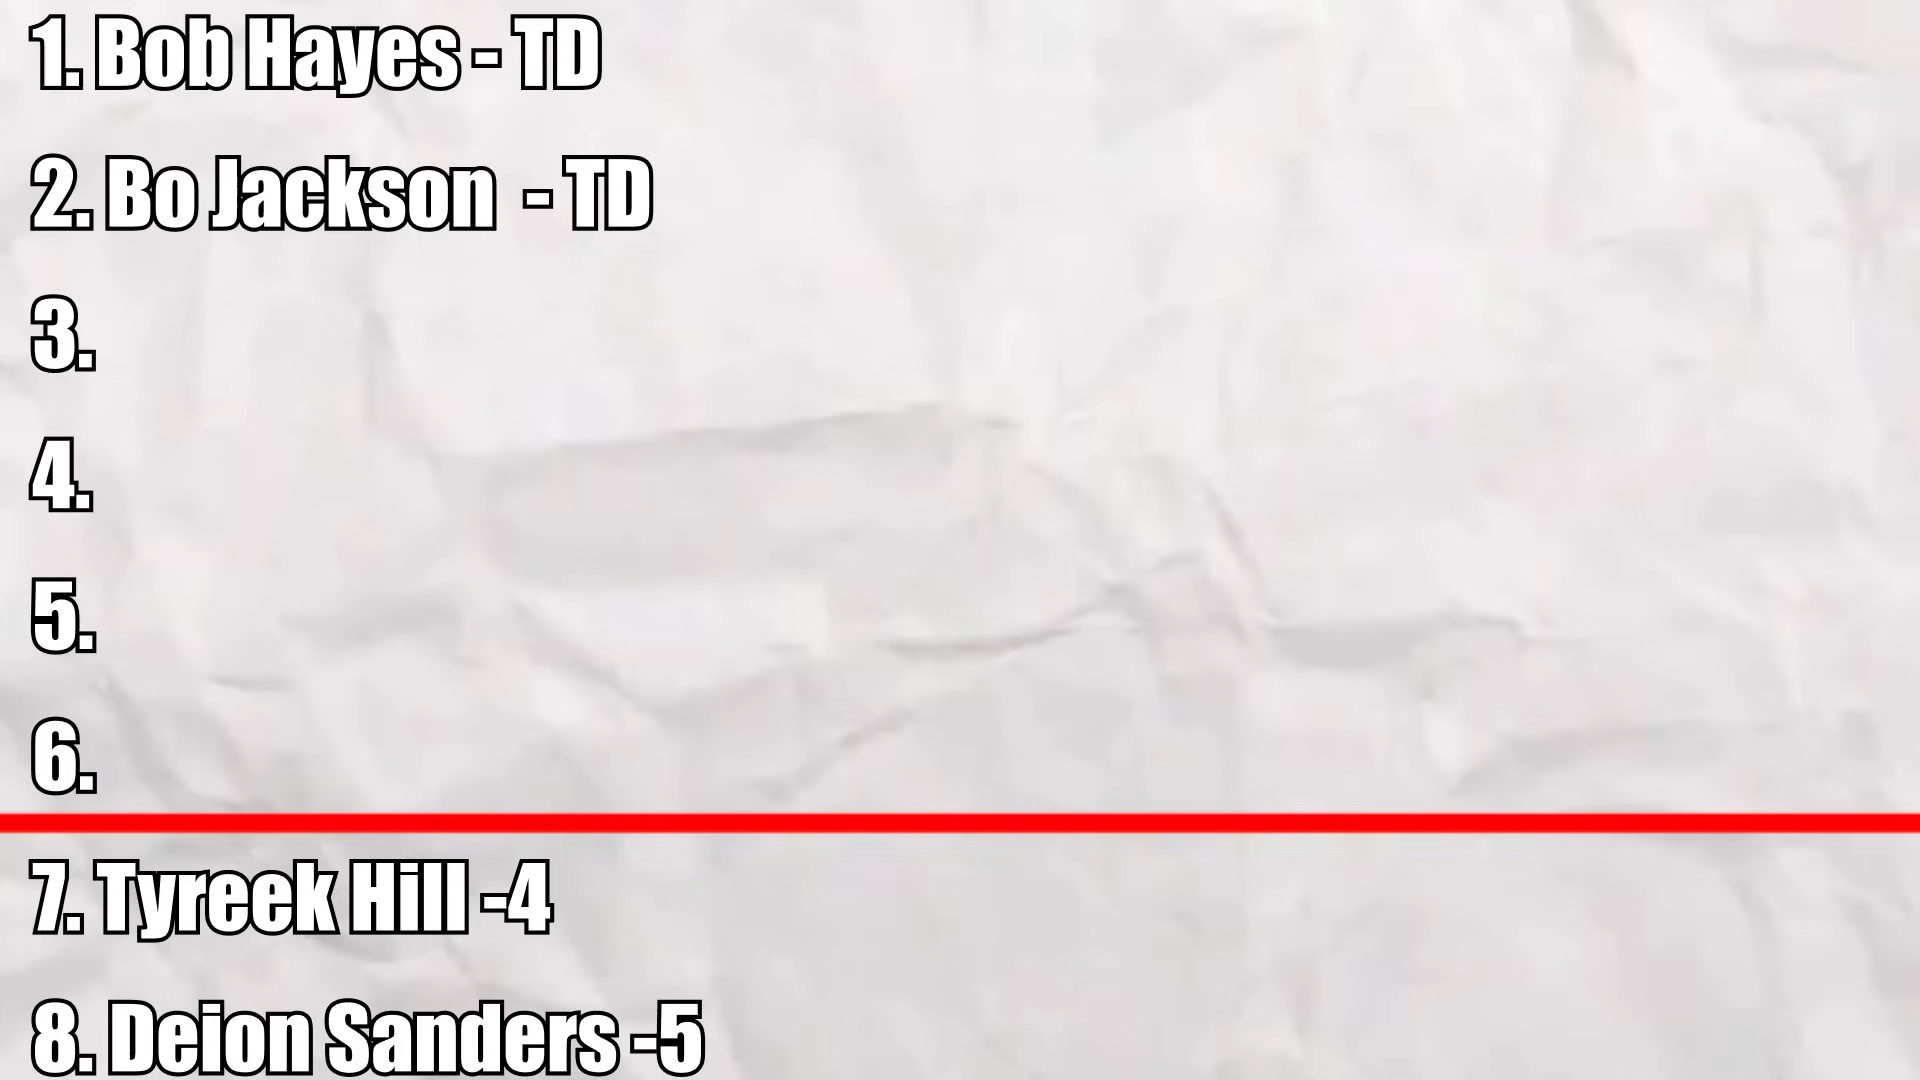 1. Bob Hayes - TD
2. Bo Jackson - TD
3.
4.
5.
6.
7. Tyreek Hill -4
8. Deion Sanders -5